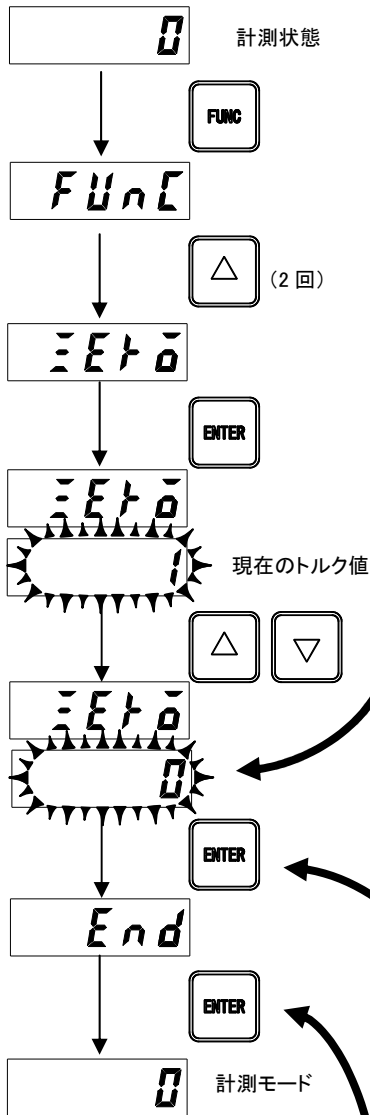 0 計測状態
FUNC
FUnC
△ (2 回)
ZEro
ENTER
ZEro
1 現在のトルク値
△ ▽
ZEro
0
ENTER
End
ENTER
0 計測モード